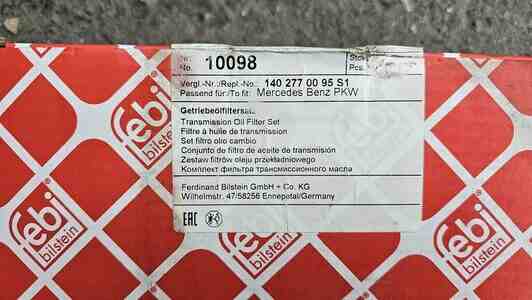 Nr. No. 10098 Stck. Pcs.
Vergl.-Nr./Repl.-No.: 140 277 00 95 S1
Passend für/To fit: Mercedes Benz PKW
Getriebeölfiltersatz
Transmission Oil Filter Set
Filtre à huile de transmission
Set filtro olio cambio
Conjunto de filtro de aceite de transmisión
Zestaw filtrów oleju przekładniowego
Комплект фильтра трансмиссионного масла
Ferdinand Bilstein GmbH + Co. KG
Wilhelmstr. 47/58256 Ennepetal/Germany
EAC
febi
bilstein
febi
bilstein
febi
bilstein
febi
bilstein